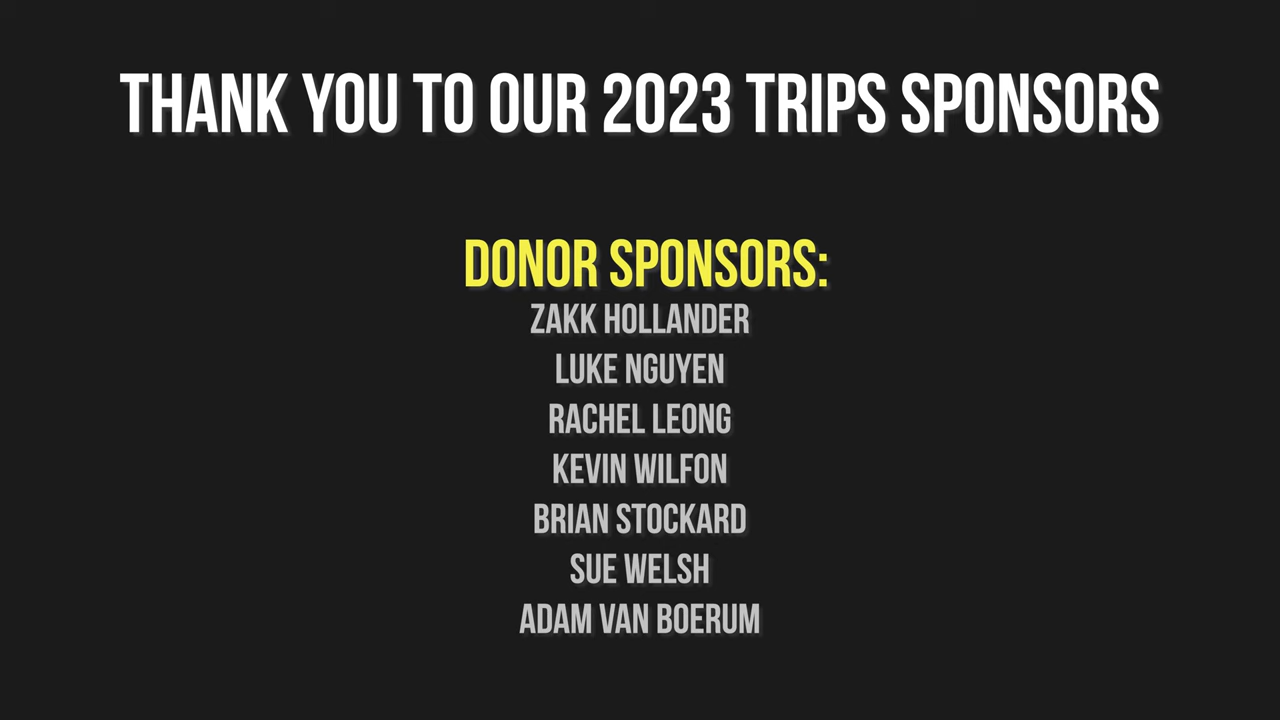 THANK YOU TO OUR 2023 TRIPS SPONSORS
DONOR SPONSORS:
ZAKK HOLLANDER
LUKE NGUYEN
RACHEL LEONG
KEVIN WILFON
BRIAN STOCKARD
SUE WELSH
ADAM VAN BOERUM